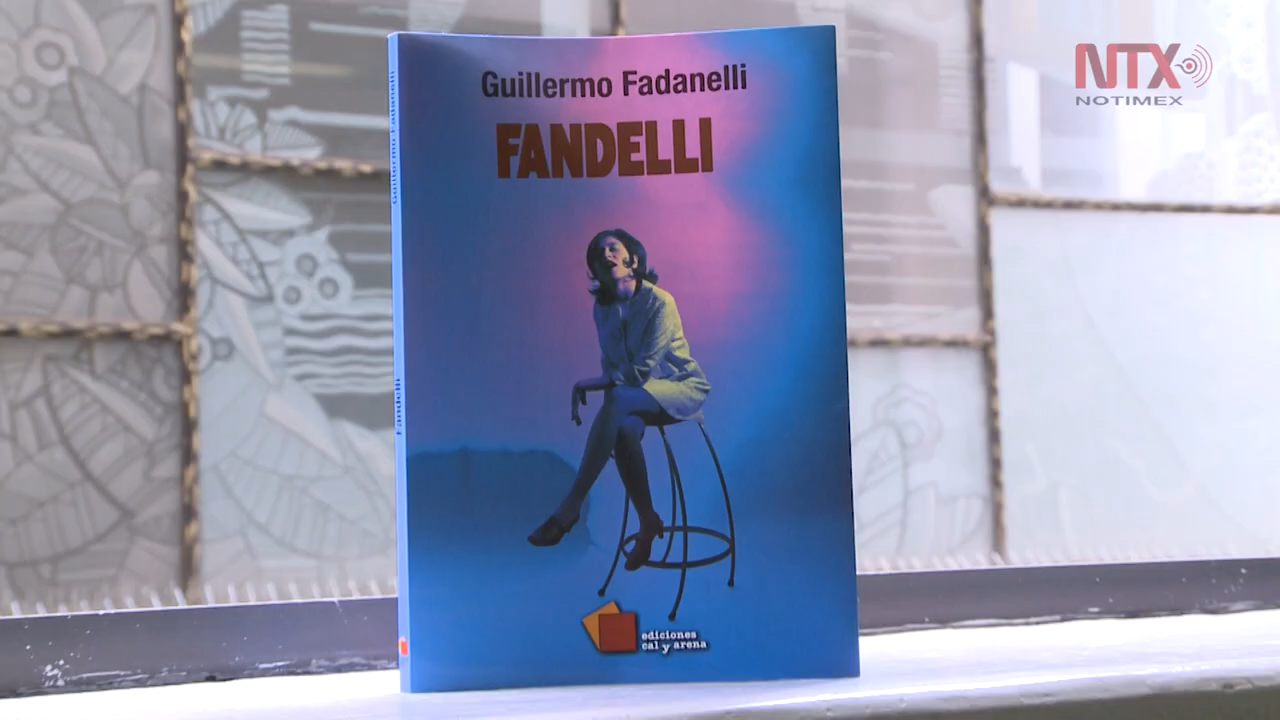 NTX
NOTIMEX
Guillermo Fadanelli
FANDELLI
ediciones
cal y arena
Guillermo Fadanelli
Fandelli